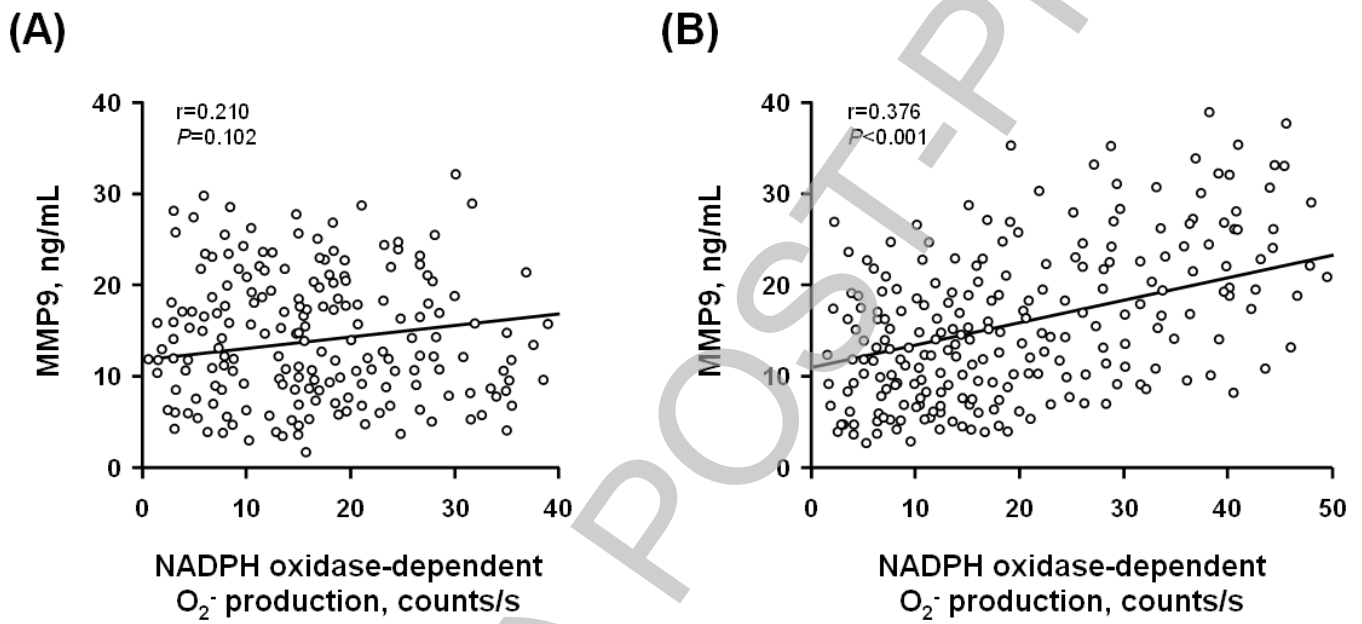 (A)
r=0.210
P=0.102
MMP9, ng/mL
40
30
20
10
0
0 10 20 30 40
NADPH oxidase-dependent
O₂⁻ production, counts/s
(B)
r=0.376
P<0.001
MMP9, ng/mL
40
30
20
10
0
0 10 20 30 40 50
NADPH oxidase-dependent
O₂⁻ production, counts/s
POST-P